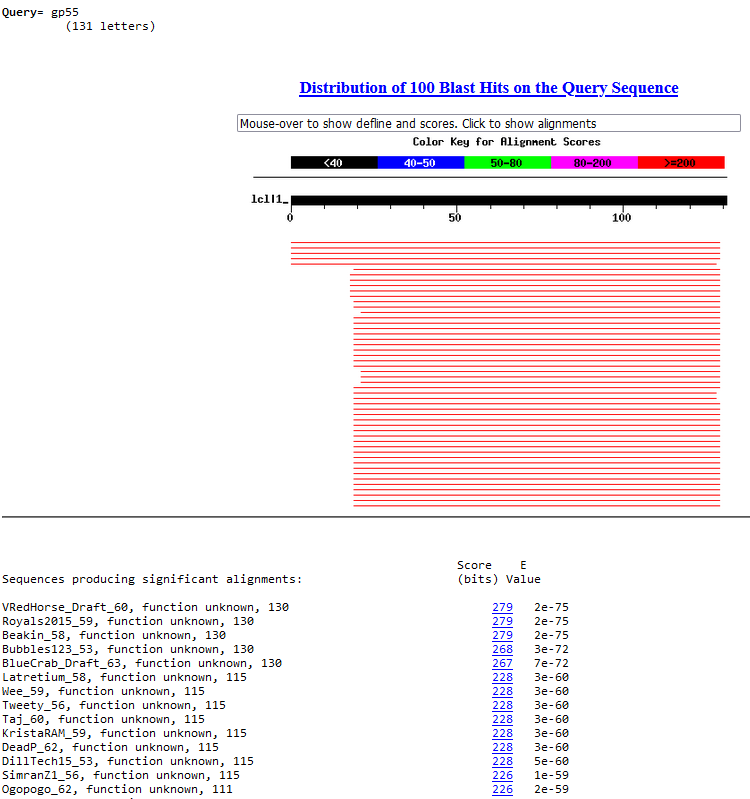 Query= gp55
(131 letters)
Distribution of 100 Blast Hits on the Query Sequence
Mouse-over to show defline and scores. Click to show alignments
Color Key for Alignment Scores
<40 40-50 50-80 80-200 >=200
lcl|1_
0 50 100
Score E
Sequences producing significant alignments: (bits) Value
VRedHorse_Draft_60, function unknown, 130 279 2e-75
Royals2015_59, function unknown, 130 279 2e-75
Beakin_58, function unknown, 130 279 2e-75
Bubbles123_53, function unknown, 130 268 3e-72
BlueCrab_Draft_63, function unknown, 130 267 7e-72
Latretium_58, function unknown, 115 228 3e-60
Wee_59, function unknown, 115 228 3e-60
Tweety_56, function unknown, 115 228 3e-60
Taj_60, function unknown, 115 228 3e-60
KristaRAM_59, function unknown, 115 228 3e-60
DeadP_62, function unknown, 115 228 3e-60
DillTech15_53, function unknown, 115 228 5e-60
SimranZ1_56, function unknown, 115 226 1e-59
Ogopogo_62, function unknown, 111 226 2e-59